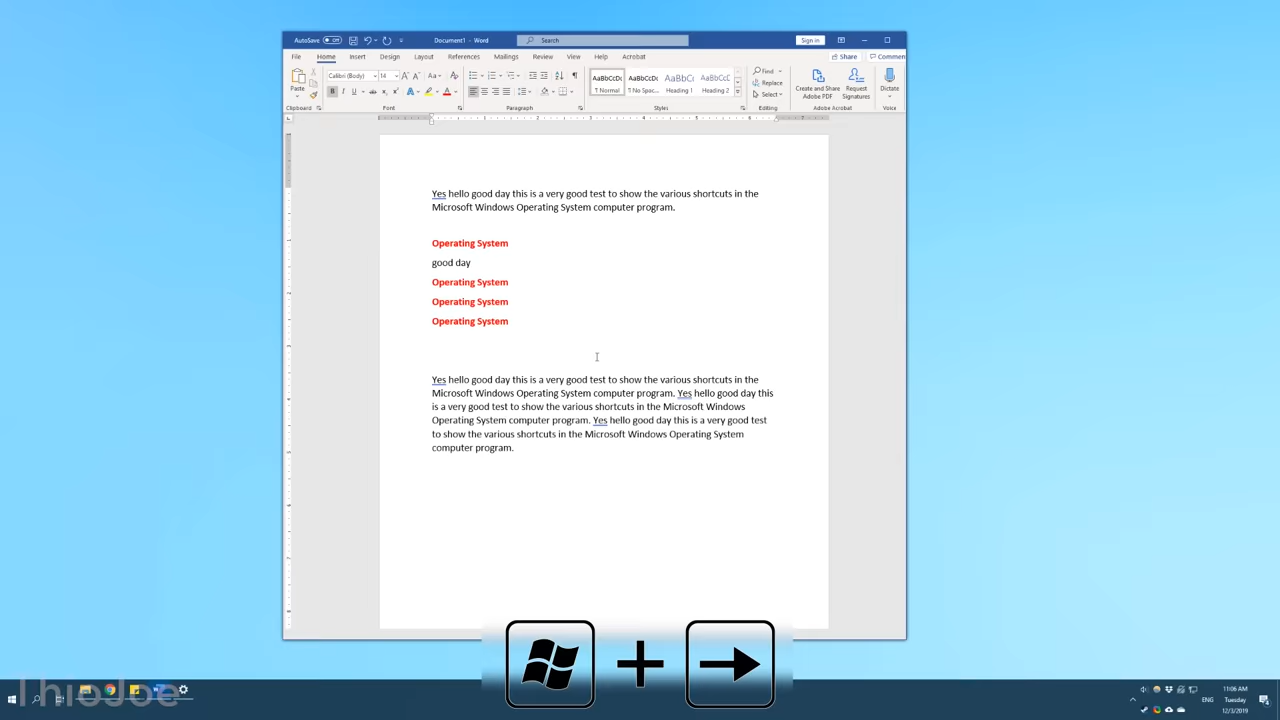 AutoSave Off Document1 - Word Search Sign in
File Home Insert Design Layout References Mailings Review View Help Acrobat Share Commen
Paste Calibri (Body) 14 AaBbCcDc AaBbCcDc AaBbCc AaBbCcD Find Create and Share Request Dictate
¶ Normal ¶ No Spac... Heading 1 Heading 2 Replace Adobe PDF Signatures
Select
Clipboard Font Paragraph Styles Editing Adobe Acrobat Voice
Yes hello good day this is a very good test to show the various shortcuts in the
Microsoft Windows Operating System computer program.
Operating System
good day
Operating System
Operating System
Operating System
Yes hello good day this is a very good test to show the various shortcuts in the
Microsoft Windows Operating System computer program. Yes hello good day this
is a very good test to show the various shortcuts in the Microsoft Windows
Operating System computer program. Yes hello good day this is a very good test
to show the various shortcuts in the Microsoft Windows Operating System
computer program.
ThioJoe
11:06 AM
ENG Tuesday
12/3/2019